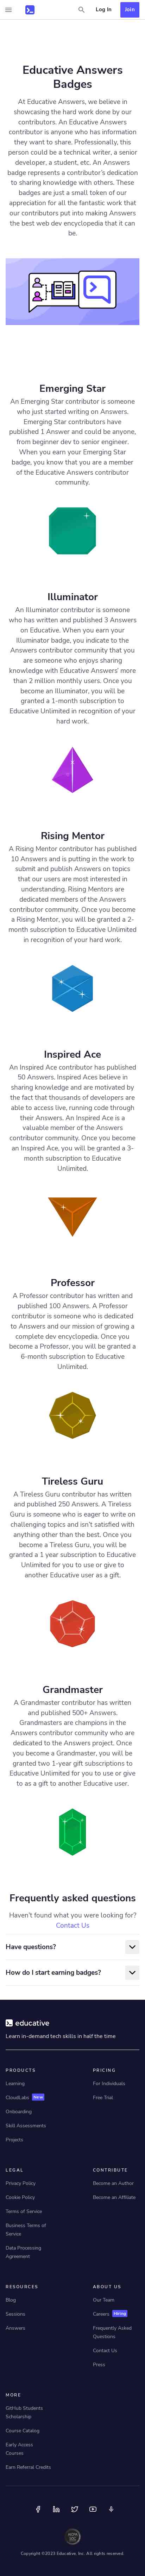 Log In
Join
Educative Answers
Badges
At Educative Answers, we believe in
showcasing the hard work done by our
contributors. An Educative Answers
contributor is anyone who has an informative
short they want to share. Professionally, this
person could be a technical writer, a software
developer, a student, etc. An Answers
badge represents a contributor's dedication
to sharing knowledge with others. These
badges are just a small token of our
appreciation for all the fantastic work that
our contributors put into making Answers
the best web dev encyclopedia that it can
be.
Emerging Star
An Emerging Star contributor is someone
who just started writing on Answers.
Emerging Star contributors have
published 1 Answer and could be anyone,
from beginner dev to senior engineer.
When you earn your Emerging Star
badge, you know that you are a member
of the Educative Answers contributor
community.
Illuminator
An Illuminator contributor is someone
who has written and published 3 Answers
on Educative. When you earn your
Illuminator badge, you indicate to the
Answers contributor community that you
are someone who enjoys sharing
knowledge with Educative Answers' more
than 2 million monthly users. Once you
become an Illuminator, you will be
granted a 1-month subscription to
Educative Unlimited in recognition of your
hard work.
Rising Mentor
A Rising Mentor contributor has published
10 Answers and is putting in the work to
submit and publish Answers on topics
that our users are most interested in
understanding. Rising Mentors are
dedicated members of the Answers
contributor community. Once you become
a Rising Mentor, you will be granted a 2-
month subscription to Educative Unlimited
in recognition of your hard work.
Inspired Ace
An Inspired Ace contributor has published
50 Answers. Inspired Aces believe in
sharing knowledge and are motivated by
the fact that thousands of developers are
able to access live, running code through
their Answers. An Inspired Ace is a
valuable member of the Answers
contributor community. Once you become
an Inspired Ace, you will be granted a 3-
month subscription to Educative
Unlimited.
Professor
A Professor contributor has written and
published 100 Answers. A Professor
contributor is someone who is dedicated
to Answers and our mission of creating a
complete dev encyclopedia. Once you
become a Professor, you will be granted a
6-month subscription to Educative
Unlimited.
Tireless Guru
A Tireless Guru contributor has written
and published 250 Answers. A Tireless
Guru is someone who is eager to write on
challenging topics and isn't satisfied with
anything other than the best. Once you
become a Tireless Guru, you will be
granted a 1 year subscription to Educative
Unlimited for you to use or give to
another Educative user as a gift.
Grandmaster
A Grandmaster contributor has written
and published 500+ Answers.
Grandmasters are champions in the
Answers contributor community who are
dedicated to the Answers project. Once
you become a Grandmaster, you will be
granted two 1-year gift subscriptions to
Educative Unlimited for you to use or give
to as a gift to another Educative user.
Frequently asked questions
Haven't found what you were looking for?
Contact Us
Have questions?
How do I start earning badges?
educative
Learn in-demand tech skills in half the time
PRODUCTS
Learning
CloudLabs New
Onboarding
Skill Assessments
Projects
PRICING
For Individuals
Free Trial
LEGAL
Privacy Policy
Cookie Policy
Terms of Service
Business Terms of
Service
Data Processing
Agreement
CONTRIBUTE
Become an Author
Become an Affiliate
RESOURCES
Blog
Sessions
Answers
ABOUT US
Our Team
Careers Hiring
Frequently Asked
Questions
Contact Us
Press
MORE
GitHub Students
Scholarship
Course Catalog
Early Access
Courses
Earn Referral Credits
Copyright ©2023 Educative, Inc. All rights reserved.